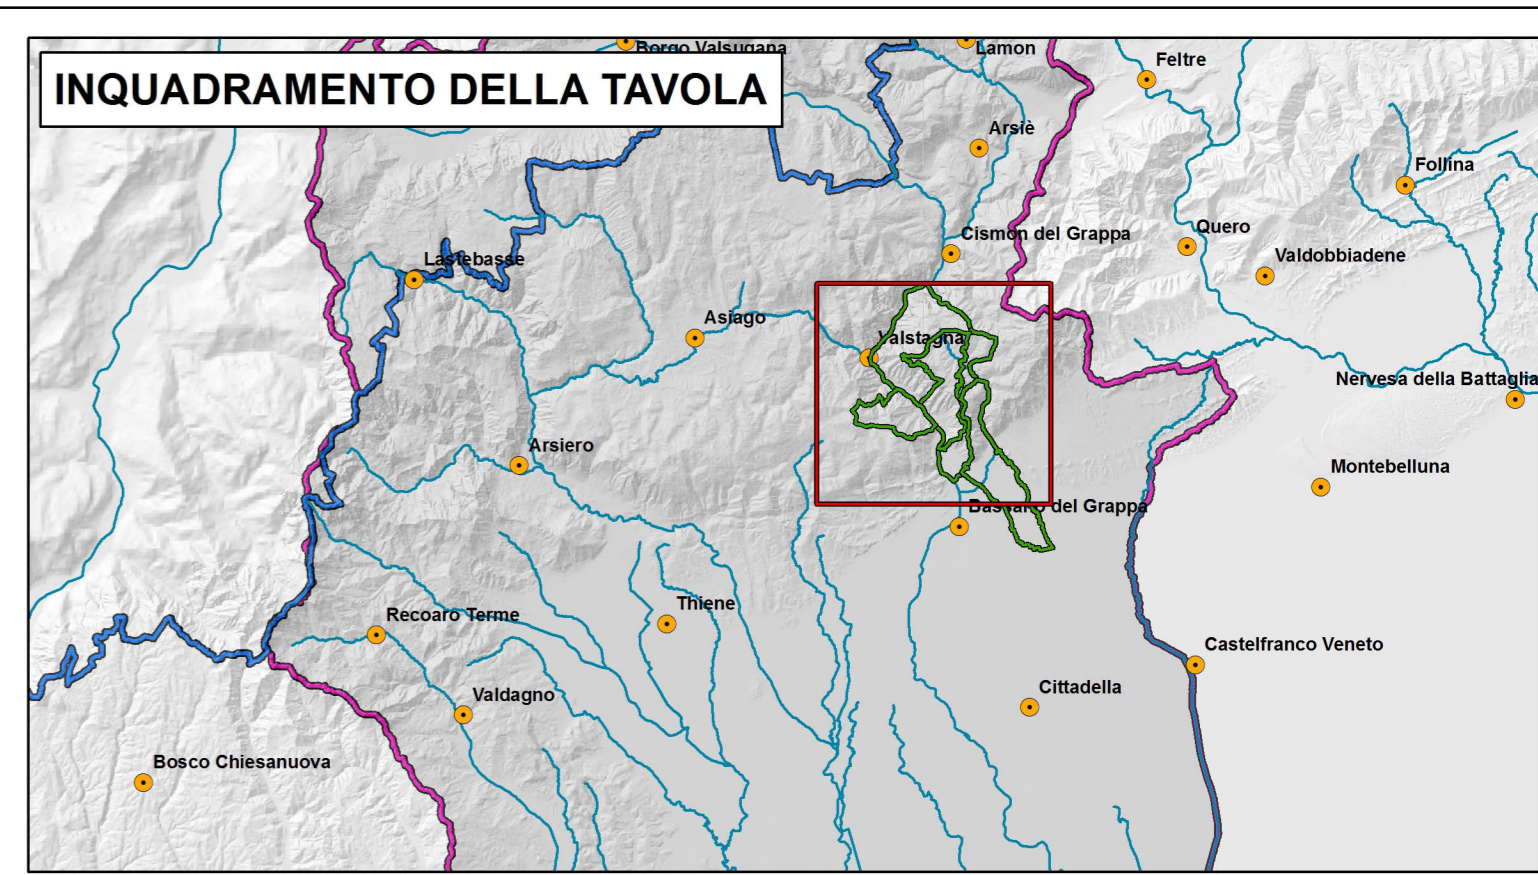 Borgo Valsugana
Lamon
Feltre
INQUADRAMENTO DELLA TAVOLA
Arsiè
Follina
Cismon del Grappa
Quero
Lastebasse
Valdobbiadene
Asiago
Valstagna
Nervesa della Battaglia
Arsiero
Montebelluna
Bassano del Grappa
Thiene
Recoaro Terme
Castelfranco Veneto
Cittadella
Valdagno
Bosco Chiesanuova